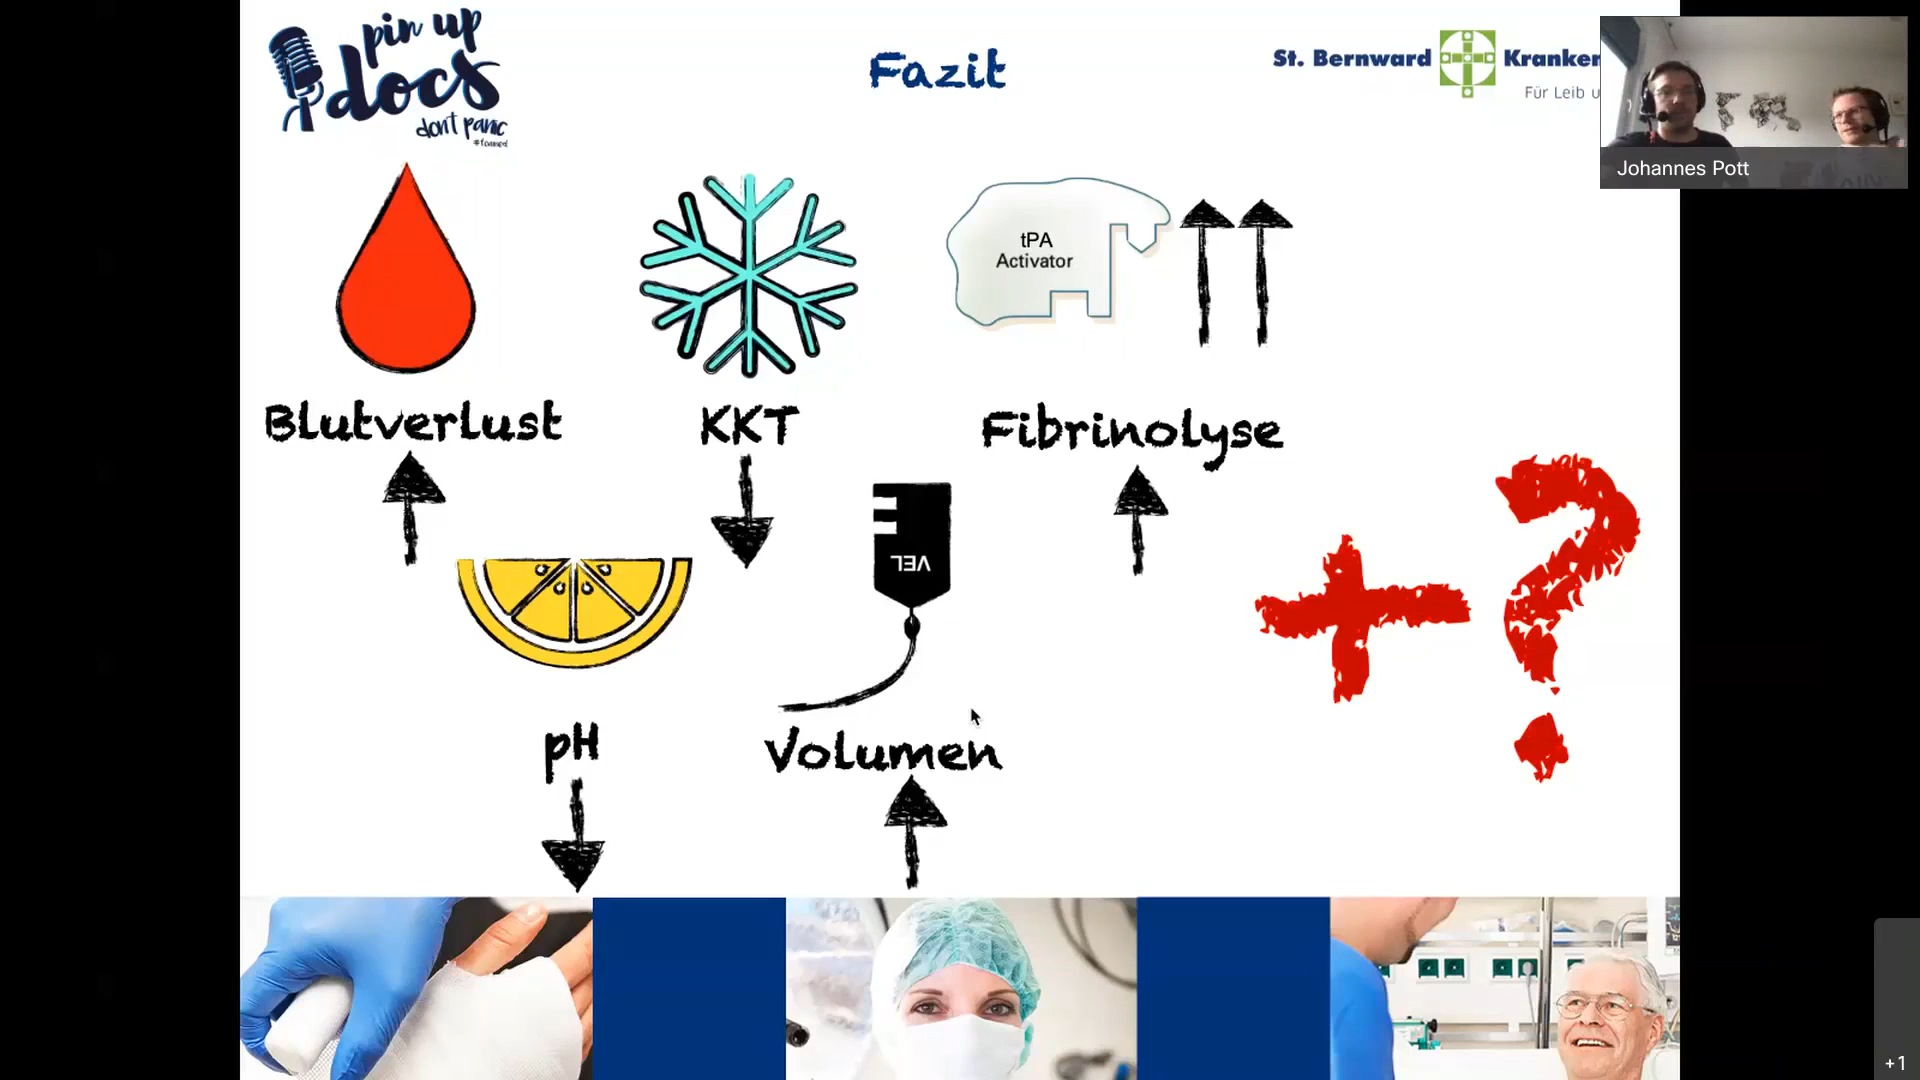 pin up
docs
don't panic
#foamed
Fazit
St. Bernward Kranken
Für Leib u
Johannes Pott
tPA
Activator
Blutverlust
KKT
Fibrinolyse
VEL
pH
Volumen
+?
+1